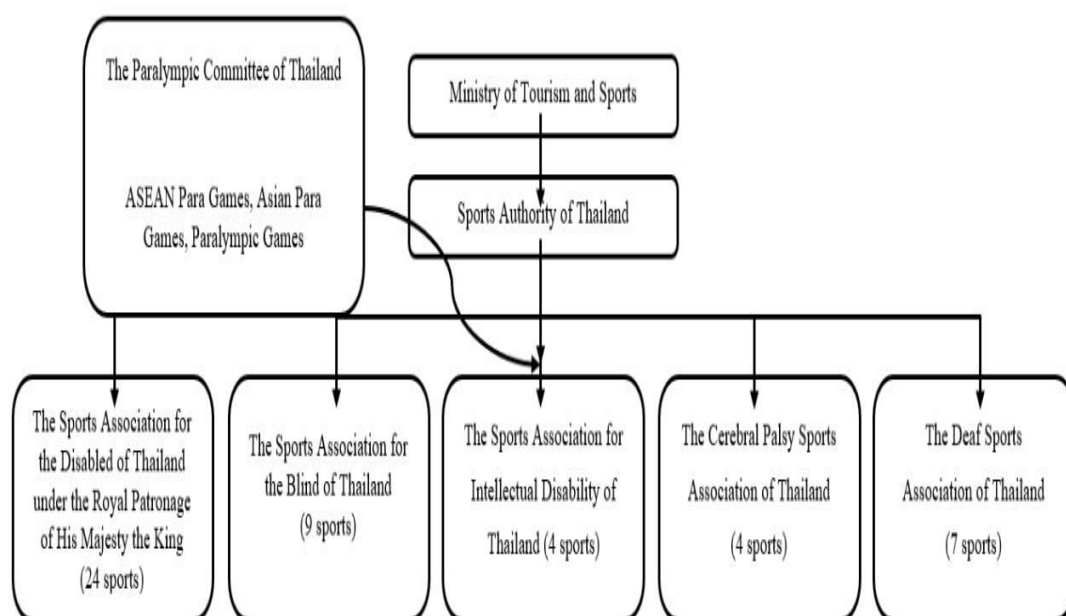 The Paralympic Committee of Thailand
ASEAN Para Games, Asian Para
Games, Paralympic Games
Ministry of Tourism and Sports
Sports Authority of Thailand
The Sports Association for
the Disabled of Thailand
under the Royal Patronage
of His Majesty the King
(24 sports)
The Sports Association for
the Blind of Thailand
(9 sports)
The Sports Association for
Intellectual Disability of
Thailand (4 sports)
The Cerebral Palsy Sports
Association of Thailand
(4 sports)
The Deaf Sports
Association of Thailand
(7 sports)